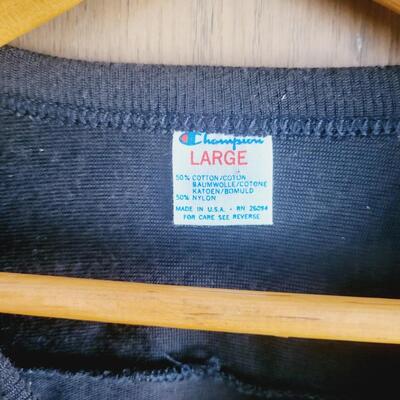 Champion
LARGE
50% COTTON/COTON
BAUMWOLLE/COTONE
KATOEN/BOMULD
50% NYLON
MADE IN U.S.A. - RN 26094
FOR CARE SEE REVERSE